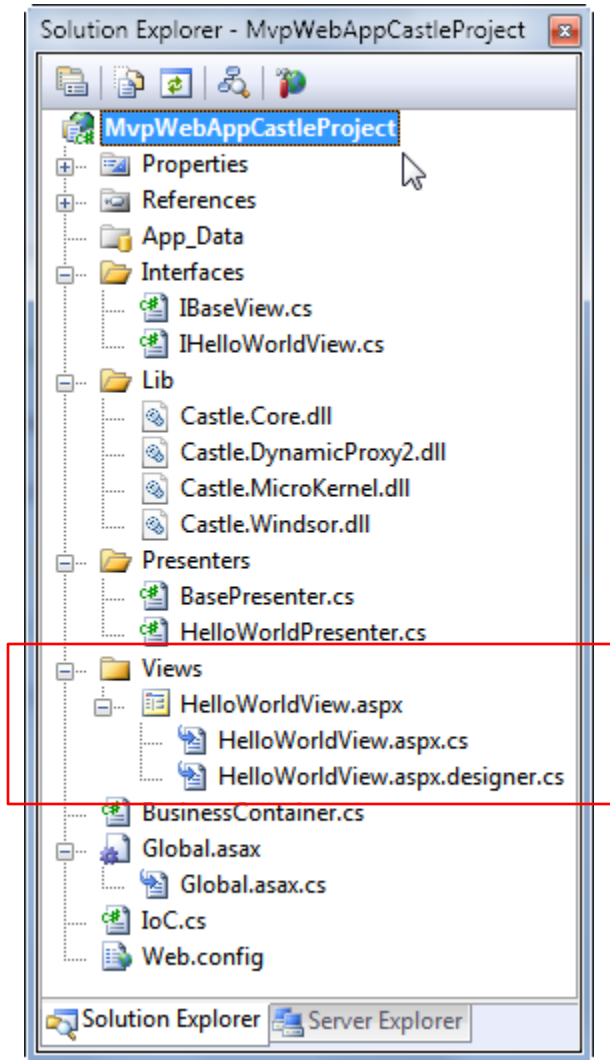 Solution Explorer - MvpWebAppCastleProject
MvpWebAppCastleProject
Properties
References
App_Data
Interfaces
IBaseView.cs
IHelloWorldView.cs
Lib
Castle.Core.dll
Castle.DynamicProxy2.dll
Castle.MicroKernel.dll
Castle.Windsor.dll
Presenters
BasePresenter.cs
HelloWorldPresenter.cs
Views
HelloWorldView.aspx
HelloWorldView.aspx.cs
HelloWorldView.aspx.designer.cs
BusinessContainer.cs
Global.asax
Global.asax.cs
IoC.cs
Web.config
Solution Explorer Server Explorer